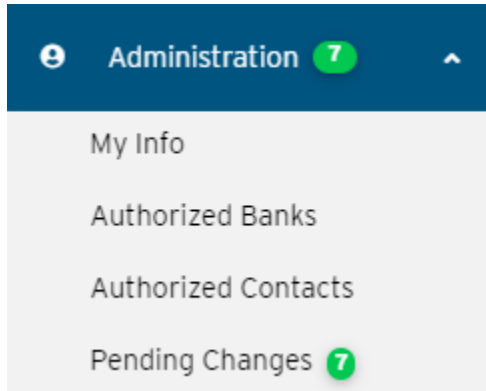 Administration 7
My Info
Authorized Banks
Authorized Contacts
Pending Changes 7